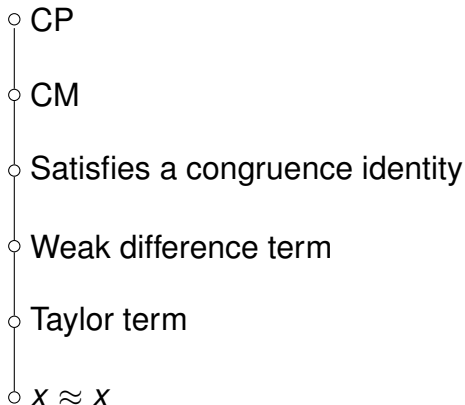 CP
CM
Satisfies a congruence identity
Weak difference term
Taylor term
x ≈ x